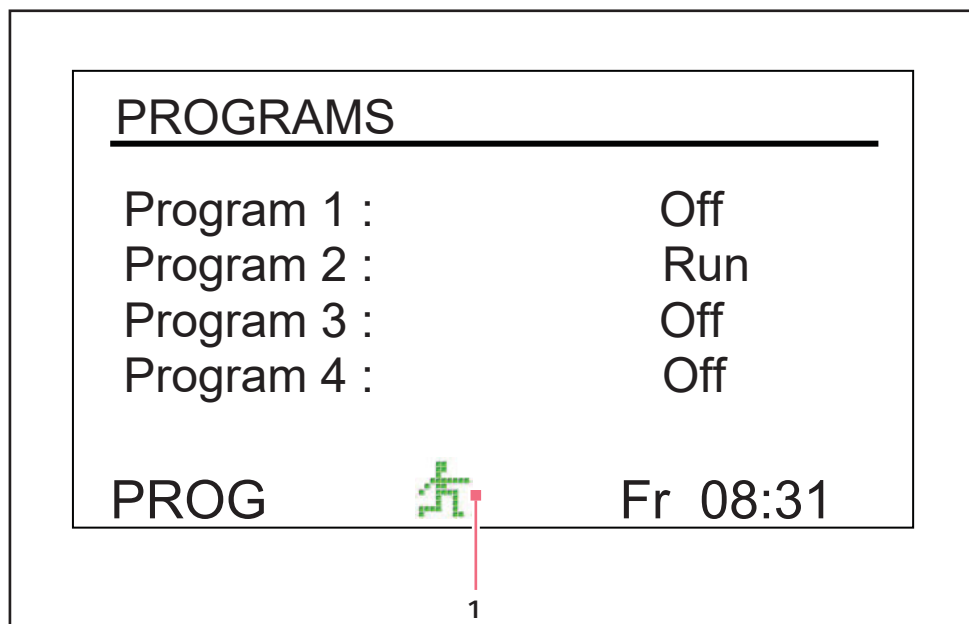 PROGRAMS
Program 1 : Off
Program 2 : Run
Program 3 : Off
Program 4 : Off
PROG Fr 08:31
1